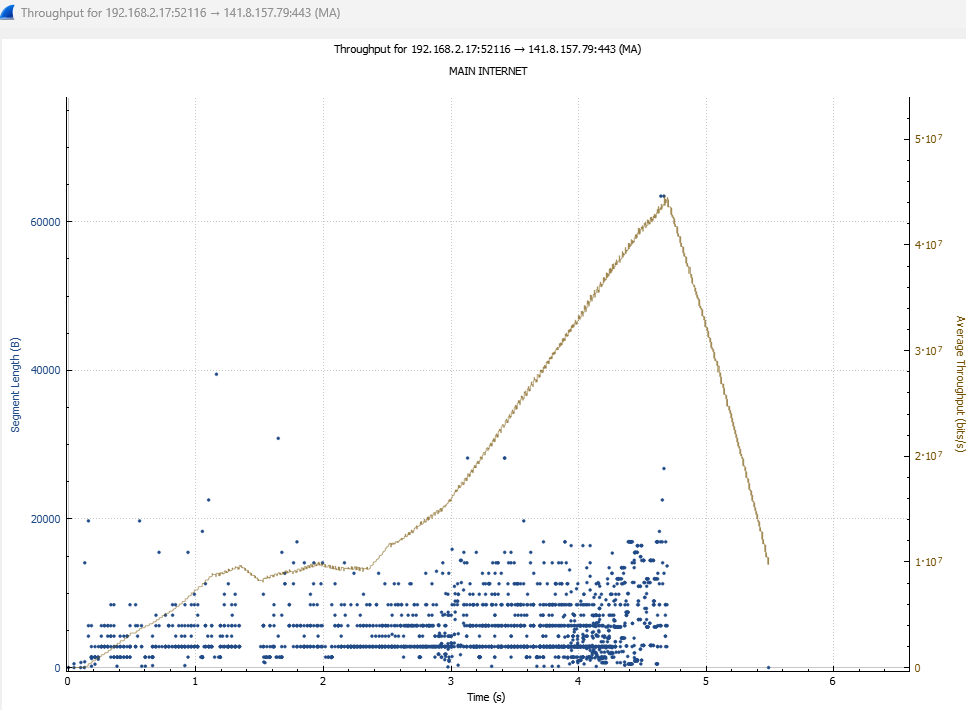 Throughput for 192.168.2.17:52116 → 141.8.157.79:443 (MA)
Throughput for 192.168.2.17:52116 → 141.8.157.79:443 (MA)
MAIN INTERNET
Segment Length (B)
60000
40000
20000
0
5·10⁷
4·10⁷
3·10⁷
2·10⁷
1·10⁷
0
Average Throughput (bits/s)
0 1 2 3 4 5 6
Time (s)